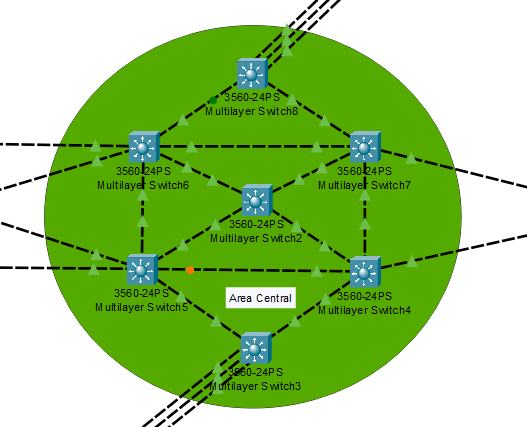 3560-24PS
Multilayer Switch8
3560-24PS
Multilayer Switch6
3560-24PS
Multilayer Switch7
3560-24PS
Multilayer Switch2
3560-24PS
Multilayer Switch5
Area Central
3560-24PS
Multilayer Switch4
3560-24PS
Multilayer Switch3